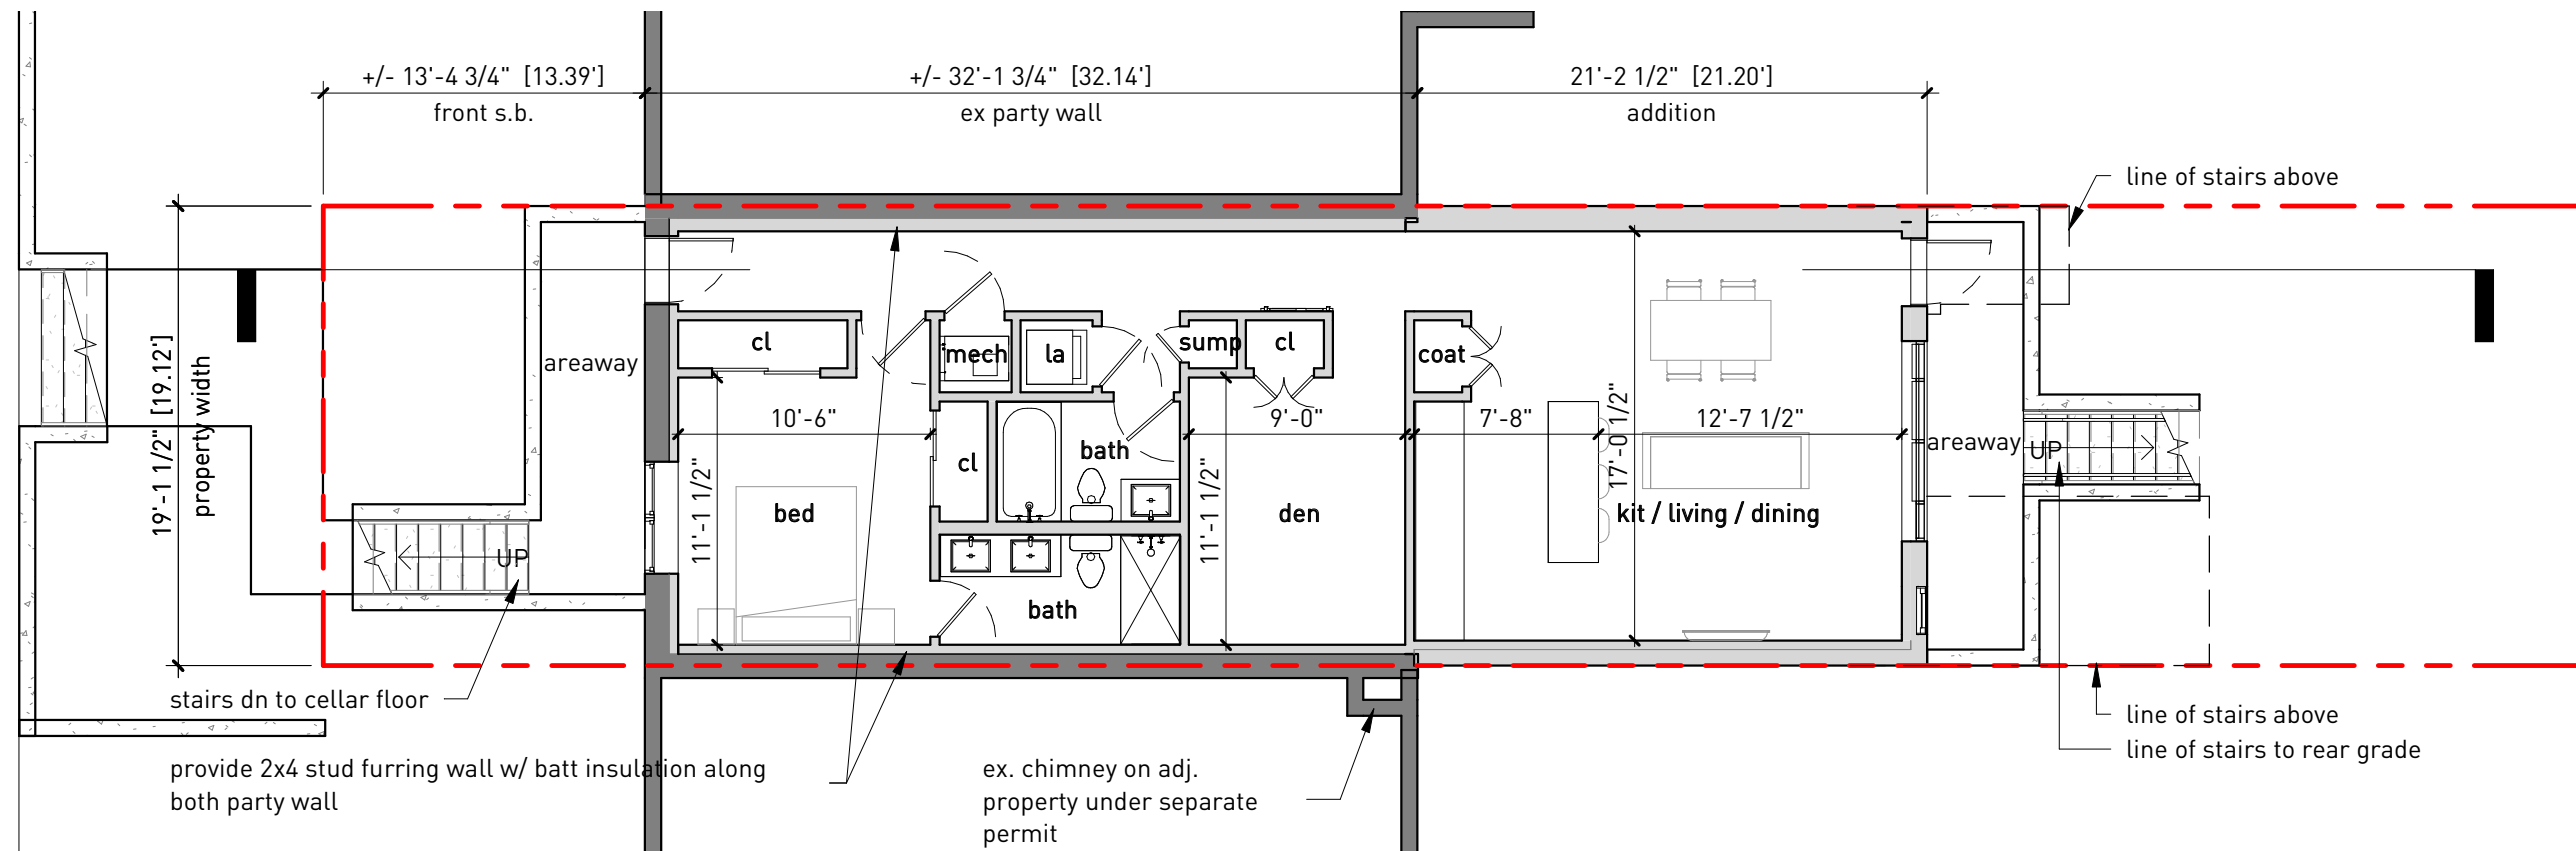 +/- 13'-4 3/4" [13.39']
front s.b.
+/- 32'-1 3/4" [32.14']
ex party wall
21'-2 1/2" [21.20']
addition
line of stairs above
19'-1 1/2" [19.12']
property width
areaway
cl
mech
la
sump
cl
coat
10'-6"
9'-0"
7'-8"
17'-0 1/2"
12'-7 1/2"
areaway
UP
cl
bath
11'-1 1/2"
bed
11'-1 1/2"
den
kit / living / dining
UP
bath
stairs dn to cellar floor
line of stairs above
line of stairs to rear grade
provide 2x4 stud furring wall w/ batt insulation along
both party wall
ex. chimney on adj.
property under separate
permit